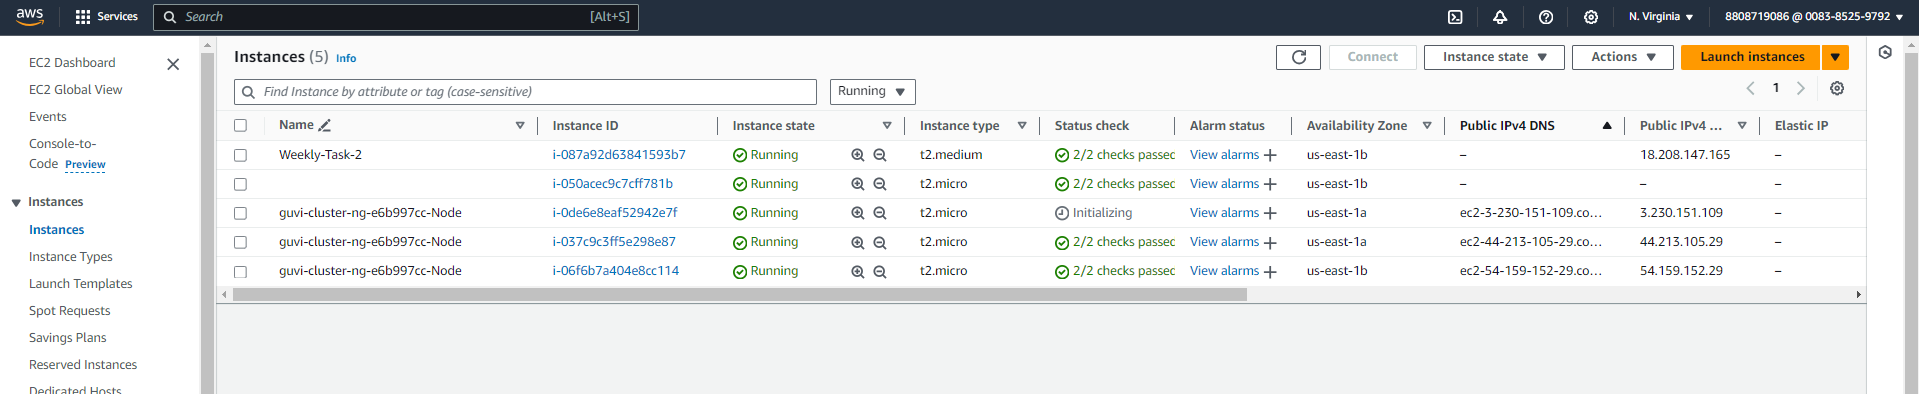 aws Services Search [Alt+S] N. Virginia 8808719086 @ 0083-8525-9792
EC2 Dashboard
EC2 Global View
Events
Console-to-
Code Preview
Instances
Instances
Instance Types
Launch Templates
Spot Requests
Savings Plans
Reserved Instances
Dedicated Hosts
Instances (5) Info Connect Instance state Actions Launch instances
Find Instance by attribute or tag (case-sensitive) Running 1
Name Instance ID Instance state Instance type Status check Alarm status Availability Zone Public IPv4 DNS Public IPv4 ... Elastic IP
Weekly-Task-2 i-087a92d63841593b7 Running t2.medium 2/2 checks passed View alarms + us-east-1b – 18.208.147.165 –
i-050acec9c7cff781b Running t2.micro 2/2 checks passed View alarms + us-east-1b – – –
guvi-cluster-ng-e6b997cc-Node i-0de6e8eaf52942e7f Running t2.micro Initializing View alarms + us-east-1a ec2-3-230-151-109.co... 3.230.151.109 –
guvi-cluster-ng-e6b997cc-Node i-037c9c3ff5e298e87 Running t2.micro 2/2 checks passed View alarms + us-east-1a ec2-44-213-105-29.co... 44.213.105.29 –
guvi-cluster-ng-e6b997cc-Node i-06f6b7a404e8cc114 Running t2.micro 2/2 checks passed View alarms + us-east-1b ec2-54-159-152-29.co... 54.159.152.29 –